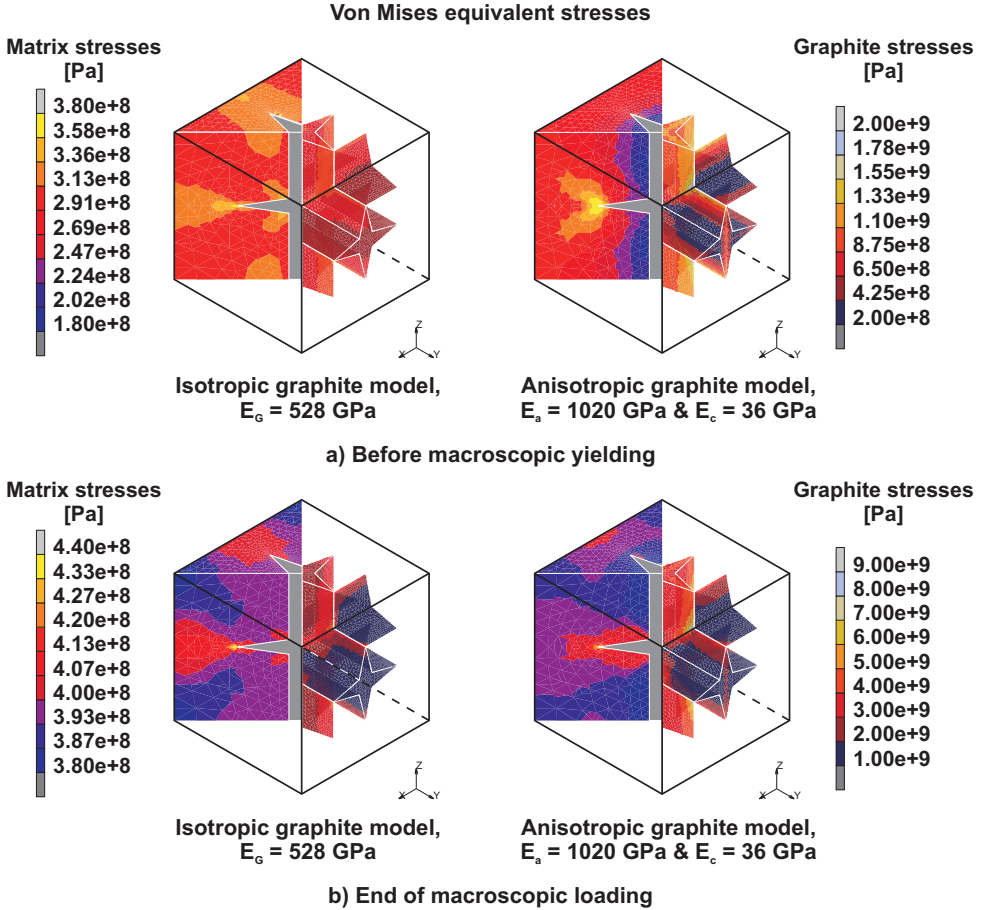 Von Mises equivalent stresses
Matrix stresses
[Pa]
3.80e+8
3.58e+8
3.36e+8
3.13e+8
2.91e+8
2.69e+8
2.47e+8
2.24e+8
2.02e+8
1.80e+8
Z
X
Y
Isotropic graphite model,
E_G = 528 GPa
Z
X
Y
Anisotropic graphite model,
E_a = 1020 GPa & E_c = 36 GPa
Graphite stresses
[Pa]
2.00e+9
1.78e+9
1.55e+9
1.33e+9
1.10e+9
8.75e+8
6.50e+8
4.25e+8
2.00e+8
a) Before macroscopic yielding
Matrix stresses
[Pa]
4.40e+8
4.33e+8
4.27e+8
4.20e+8
4.13e+8
4.07e+8
4.00e+8
3.93e+8
3.87e+8
3.80e+8
Z
X
Y
Isotropic graphite model,
E_G = 528 GPa
Z
X
Y
Anisotropic graphite model,
E_a = 1020 GPa & E_c = 36 GPa
Graphite stresses
[Pa]
9.00e+9
8.00e+9
7.00e+9
6.00e+9
5.00e+9
4.00e+9
3.00e+9
2.00e+9
1.00e+9
b) End of macroscopic loading